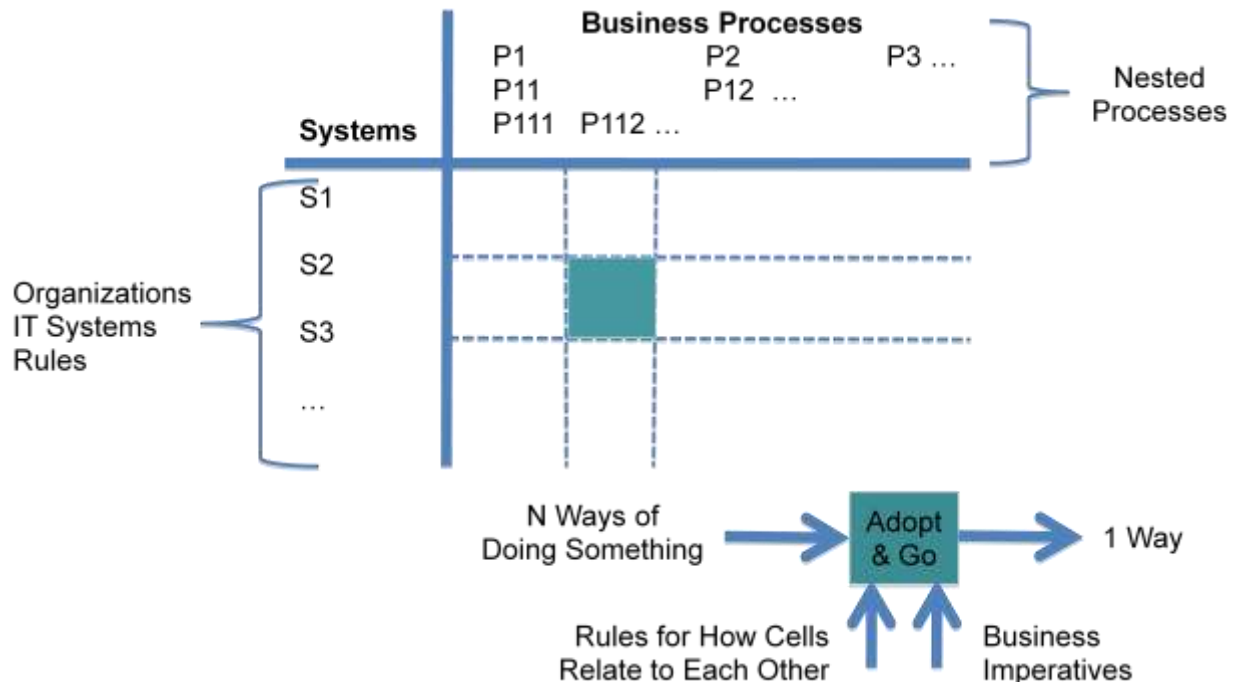 Business Processes
P1 P2 P3 …
P11 P12 …
P111 P112 …
Nested
Processes
Systems
S1
S2
S3
…
Organizations
IT Systems
Rules
N Ways of
Doing Something
Adopt
& Go
1 Way
Rules for How Cells
Relate to Each Other
Business
Imperatives